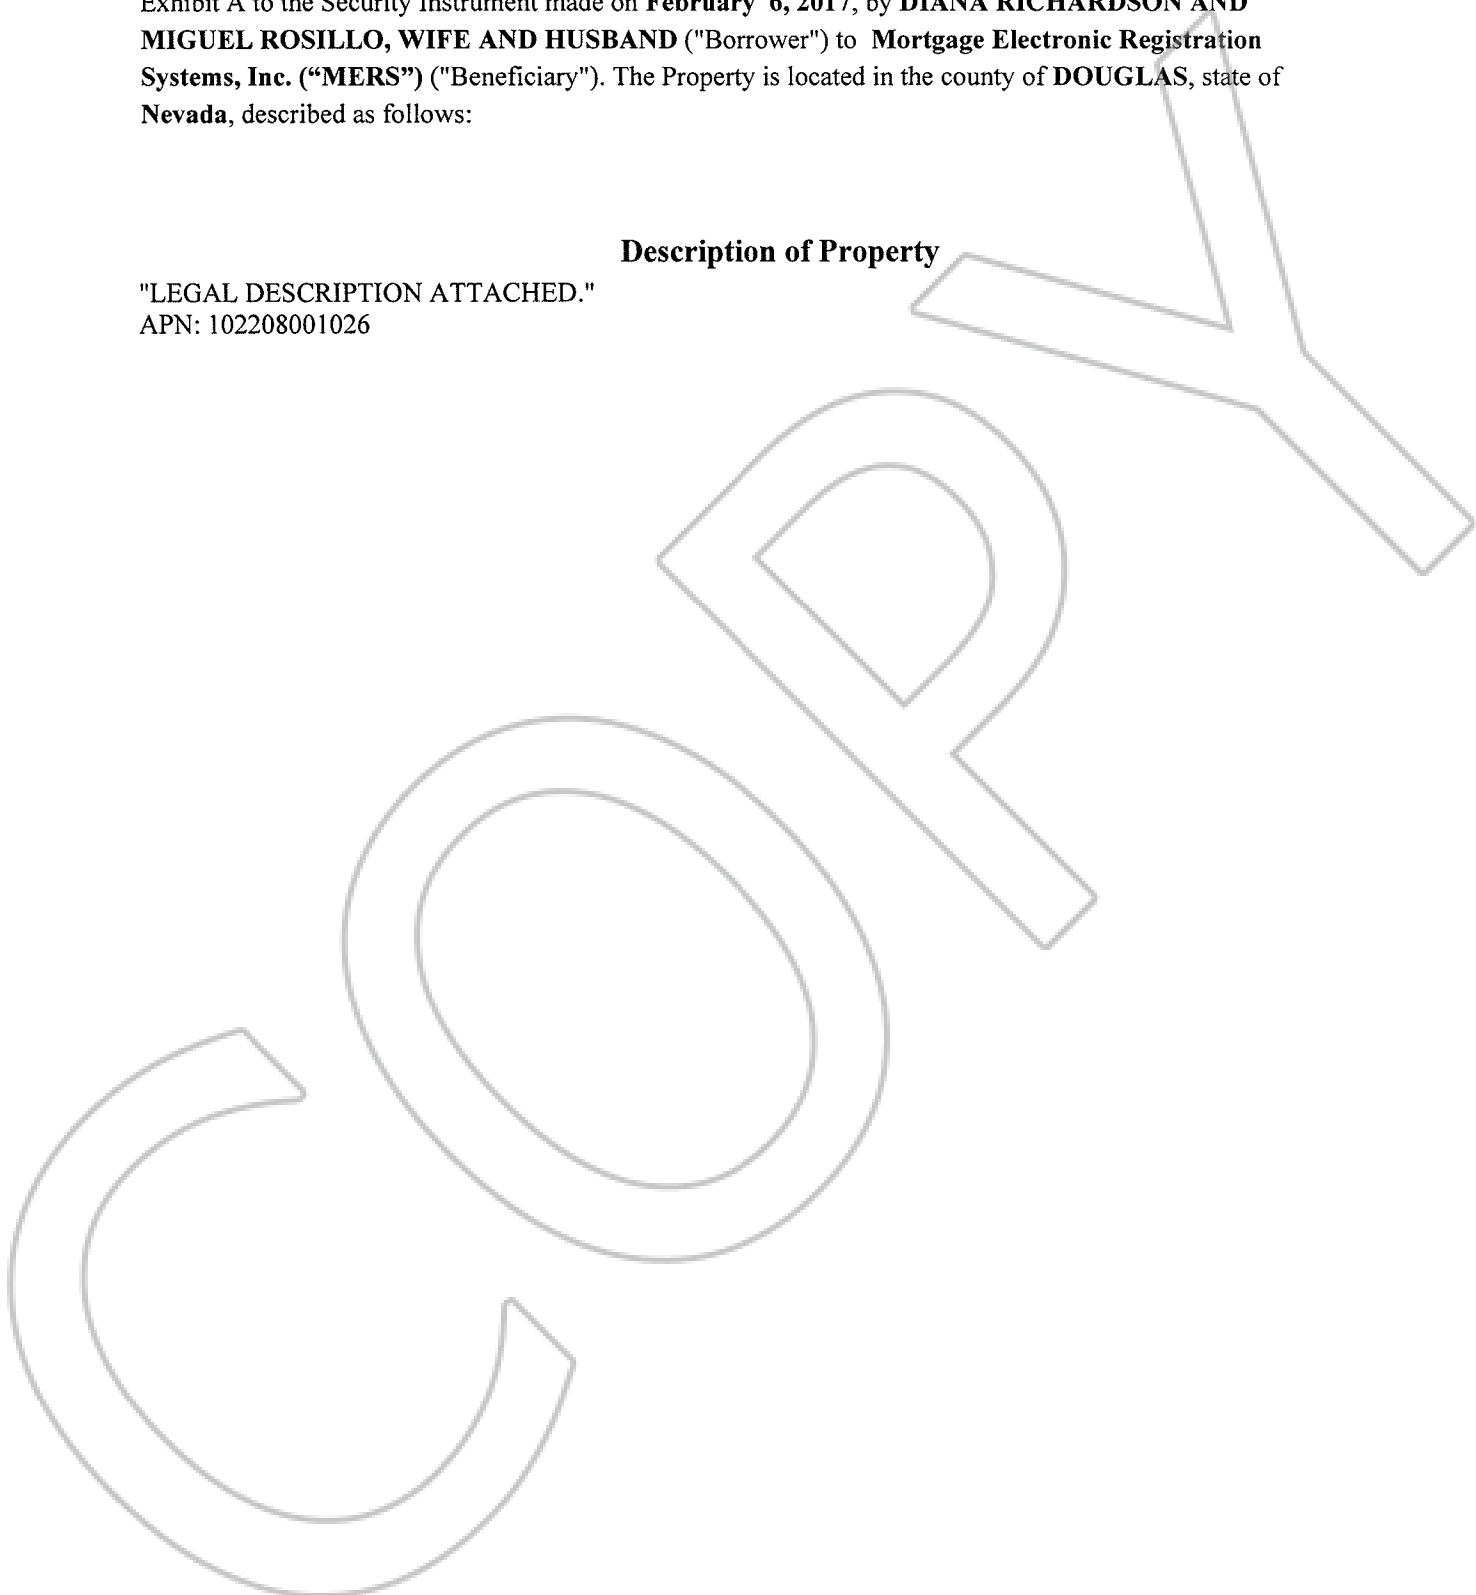 Exhibit A to the Security Instrument made on February 6, 2017, by DIANA RICHARDSON AND
MIGUEL ROSILLO, WIFE AND HUSBAND ("Borrower") to Mortgage Electronic Registration
Systems, Inc. (“MERS”) ("Beneficiary"). The Property is located in the county of DOUGLAS, state of
Nevada, described as follows:
Description of Property
"LEGAL DESCRIPTION ATTACHED."
APN: 102208001026
COPY